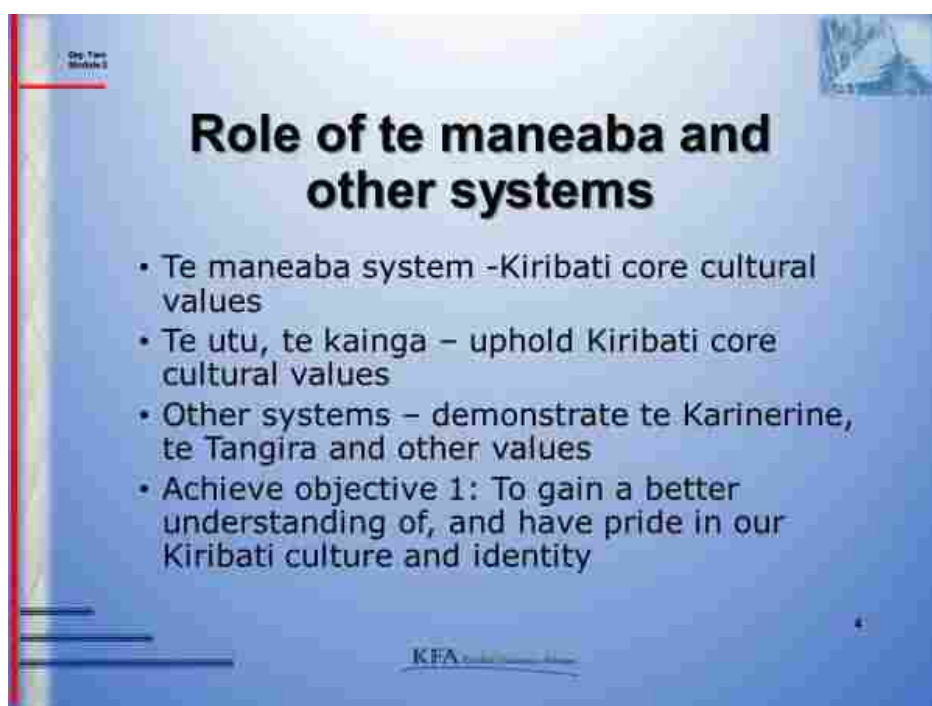 Role of te maneaba and
other systems
• Te maneaba system -Kiribati core cultural
values
• Te utu, te kainga – uphold Kiribati core
cultural values
• Other systems – demonstrate te Karinerine,
te Tangira and other values
• Achieve objective 1: To gain a better
understanding of, and have pride in our
Kiribati culture and identity
4
KFA